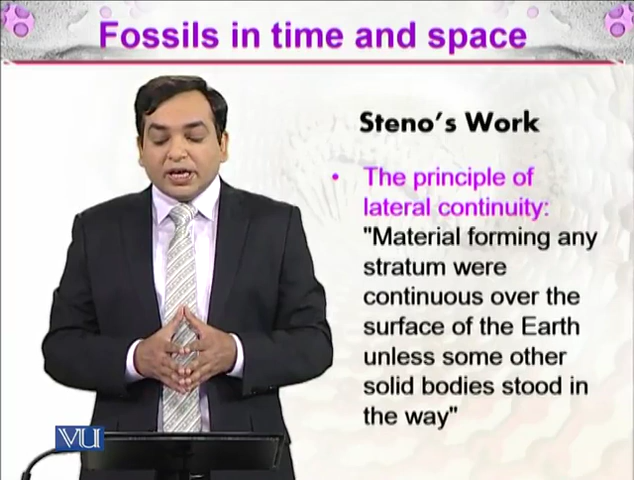 Fossils in time and space
Steno's Work
• The principle of
lateral continuity:
"Material forming any
stratum were
continuous over the
surface of the Earth
unless some other
solid bodies stood in
the way"
VU